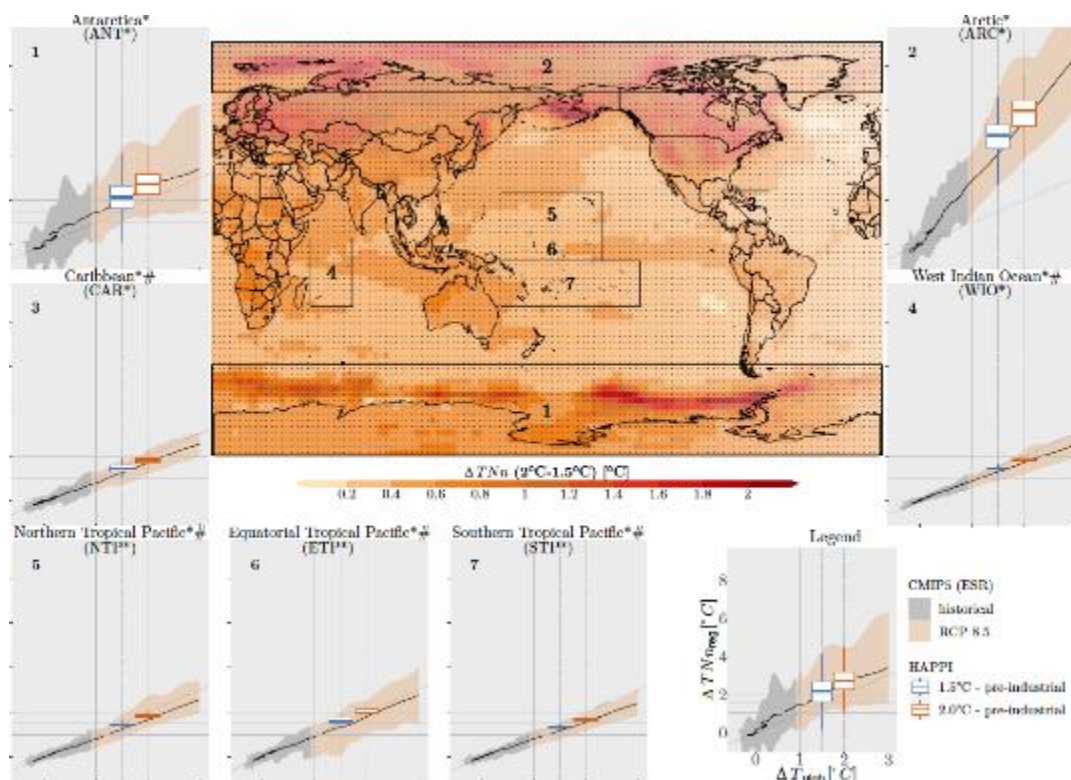 Antarctica*
(ANT*)
1
Arctic*
(ARC*)
2
2
5
3
6
4
7
1
Caribbean*#
(CAR*)
3
West Indian Ocean*#
(WIO*)
4
ΔTNn (2°C-1.5°C) [°C]
0.2 0.4 0.6 0.8 1 1.2 1.4 1.6 1.8 2
Northern Tropical Pacific*#
5
Equatorial Tropical Pacific*#
6
Southern Tropical Pacific*#
7
Legend
ΔTNn_reg[°C]
8
6
4
2
0
0 1 2 3
CMIP5 (ESR)
historical
RCP 8.5
HAPPI
1.5°C - pre-industrial
2.0°C - pre-industrial